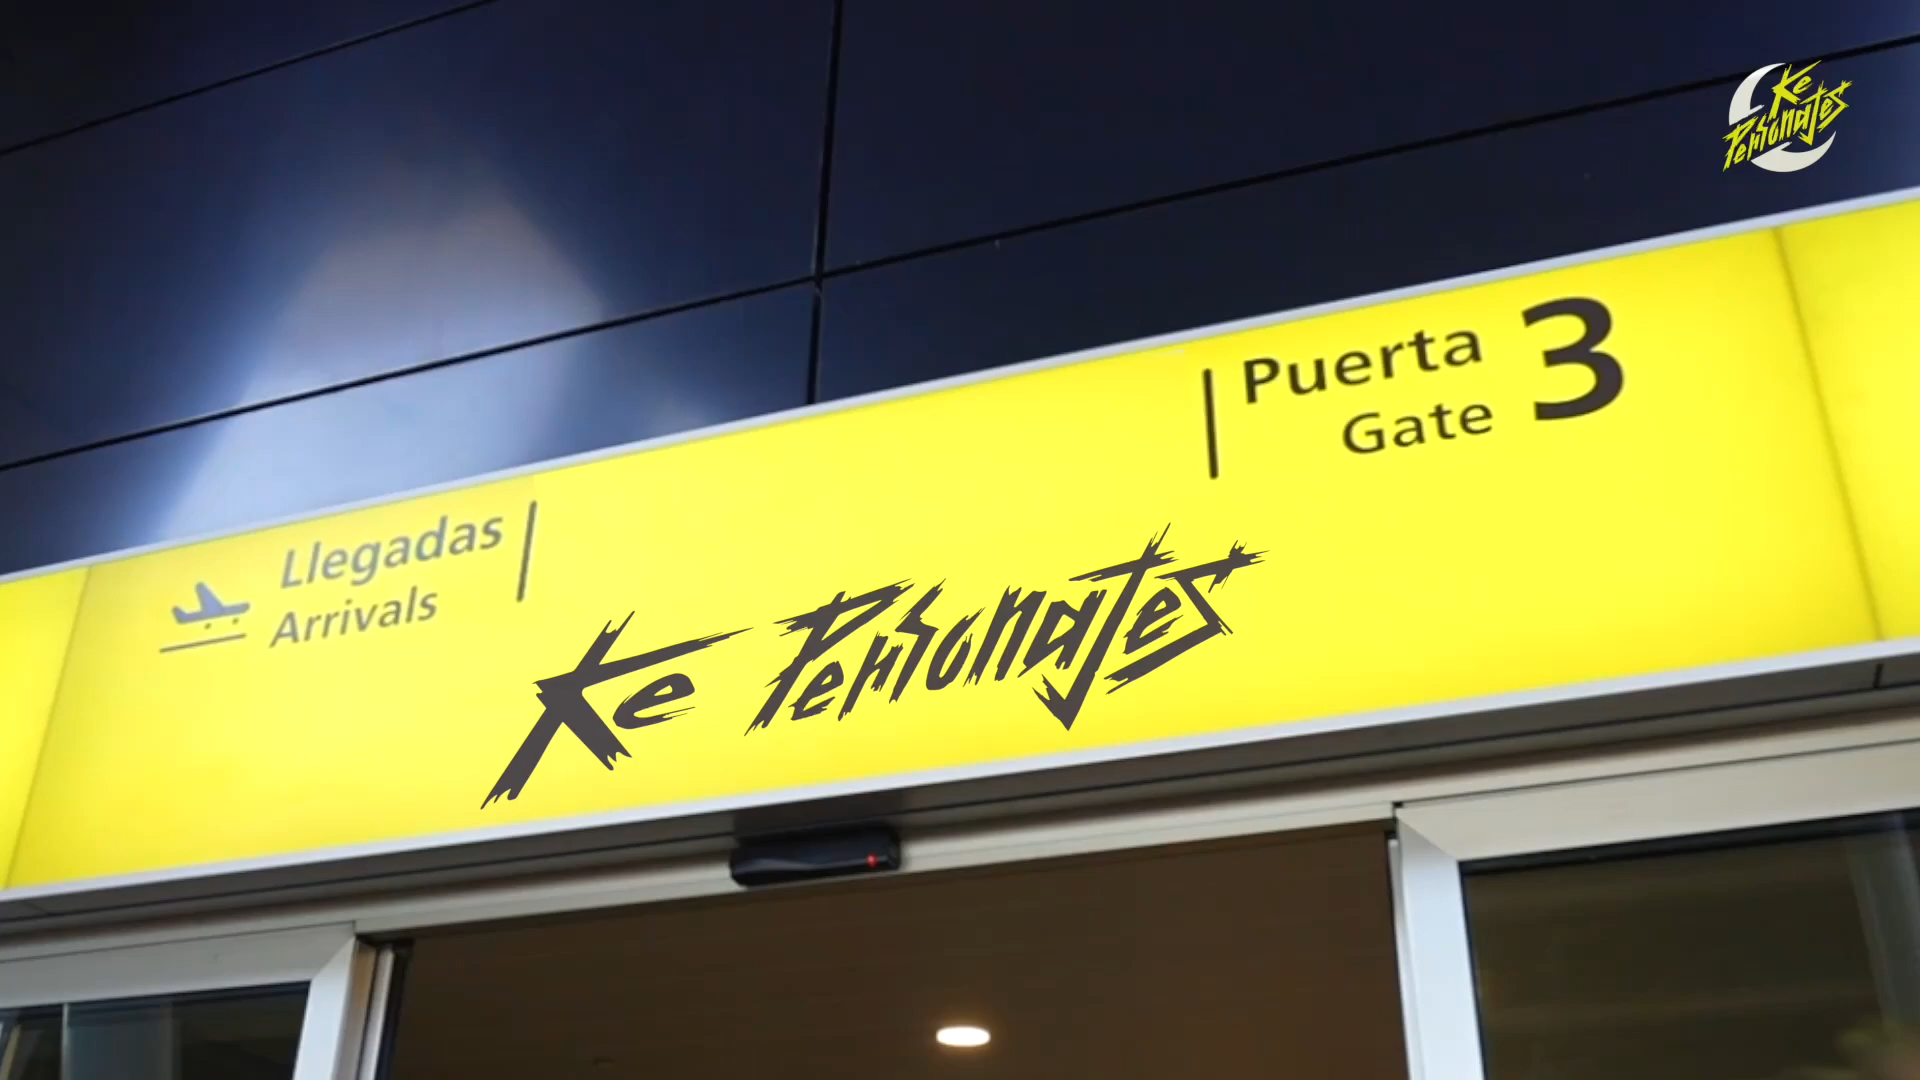 Ke
Personajes
Puerta 3
Gate
Llegadas
Arrivals
Ke Personajes